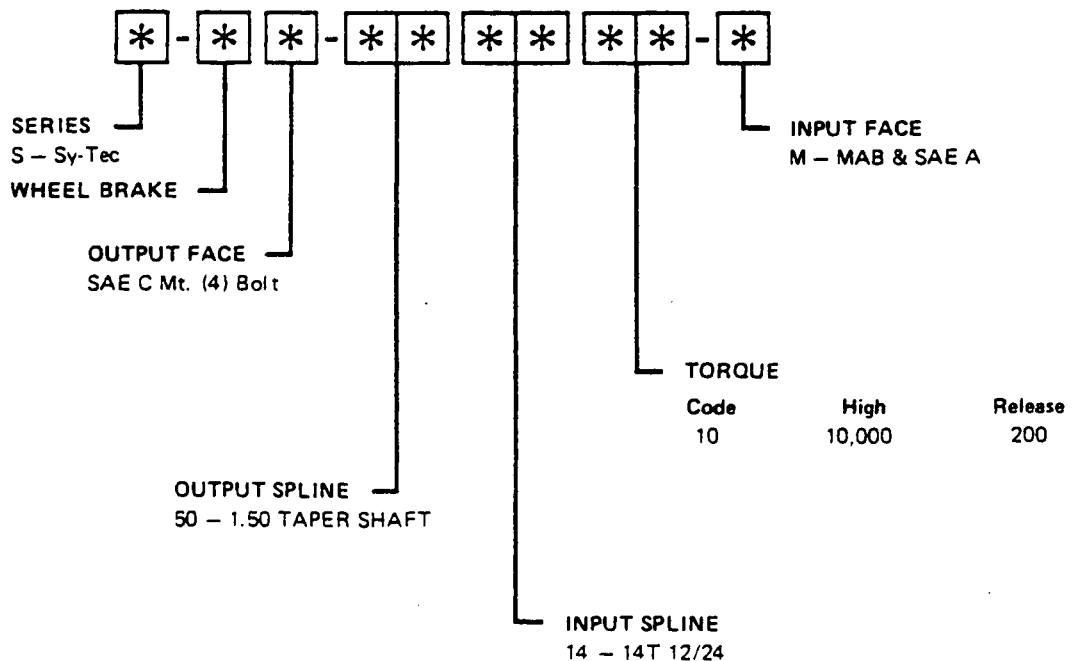 * - * * - * * * * * * - *
SERIES
S – Sy-Tec
INPUT FACE
M – MAB & SAE A
WHEEL BRAKE
OUTPUT FACE
SAE C Mt. (4) Bolt
TORQUE
Code High Release
10 10,000 200
OUTPUT SPLINE
50 – 1.50 TAPER SHAFT
INPUT SPLINE
14 – 14T 12/24